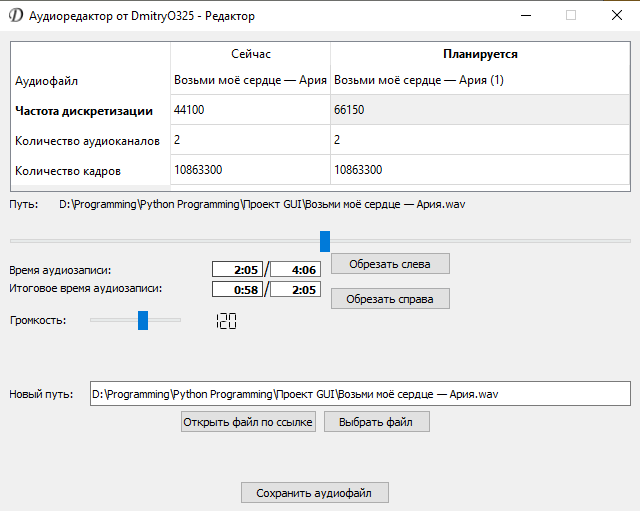 Аудиоредактор от DmitryO325 - Редактор
Сейчас Планируется
Аудиофайл Возьми моё сердце — Ария Возьми моё сердце — Ария (1)
Частота дискретизации 44100 66150
Количество аудиоканалов 2 2
Количество кадров 10863300 10863300
Путь: D:\Programming\Python Programming\Проект GUI\Возьми моё сердце — Ария.wav
Время аудиозаписи: 2:05 / 4:06 Обрезать слева
Итоговое время аудиозаписи: 0:58 / 2:05
Обрезать справа
Громкость: 120
Новый путь: D:\Programming\Python Programming\Проект GUI\Возьми моё сердце — Ария.wav
Открыть файл по ссылке Выбрать файл
Сохранить аудиофайл